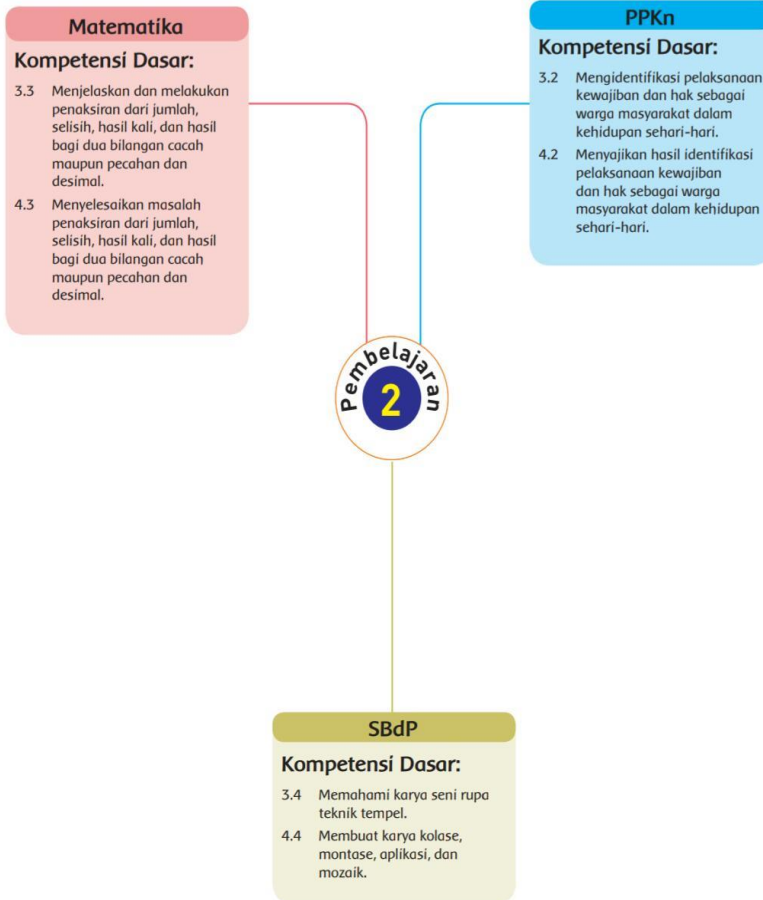 Matematika
Kompetensi Dasar:
3.3 Menjelaskan dan melakukan
penaksiran dari jumlah,
selisih, hasil kali, dan hasil
bagi dua bilangan cacah
maupun pecahan dan
desimal.
4.3 Menyelesaikan masalah
penaksiran dari jumlah,
selisih, hasil kali, dan hasil
bagi dua bilangan cacah
maupun pecahan dan
desimal.
PPKn
Kompetensi Dasar:
3.2 Mengidentifikasi pelaksanaan
kewajiban dan hak sebagai
warga masyarakat dalam
kehidupan sehari-hari.
4.2 Menyajikan hasil identifikasi
pelaksanaan kewajiban
dan hak sebagai warga
masyarakat dalam kehidupan
sehari-hari.
Pembelajaran
2
SBdP
Kompetensi Dasar:
3.4 Memahami karya seni rupa
teknik tempel.
4.4 Membuat karya kolase,
montase, aplikasi, dan
mozaik.